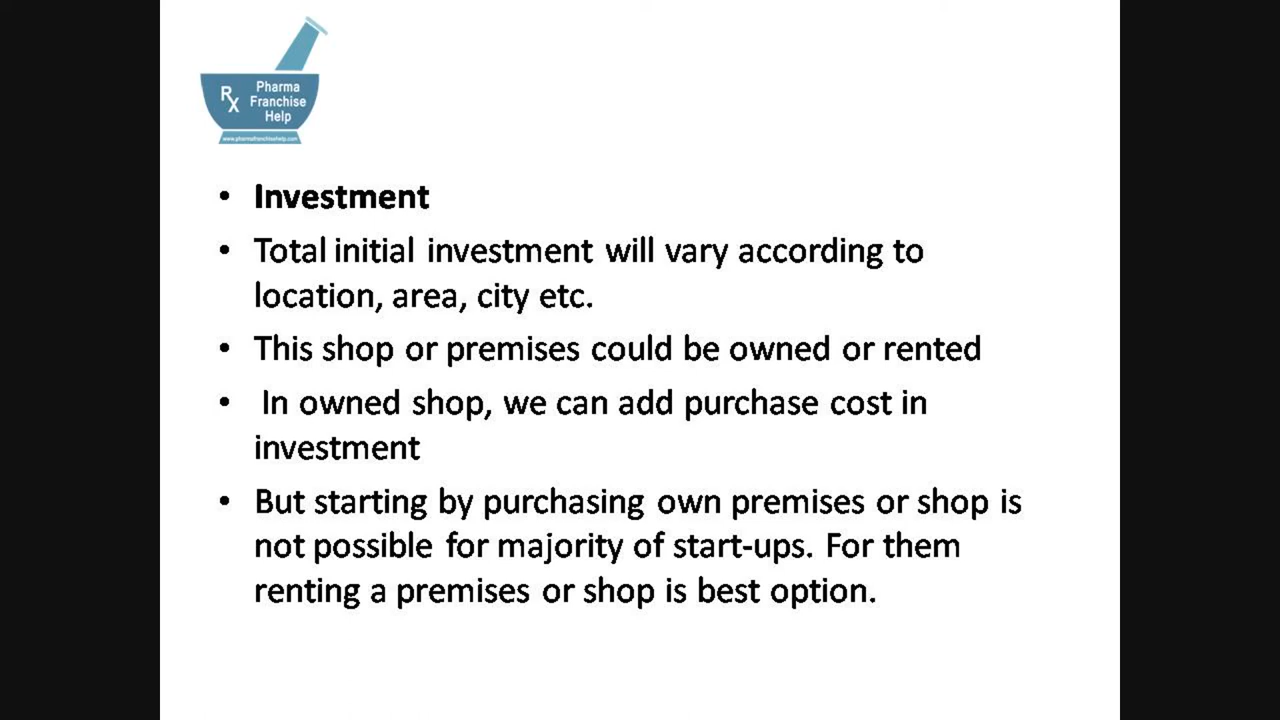 Rx Pharma
Franchise
Help
www.pharmafranchisehelp.com
• Investment
• Total initial investment will vary according to
location, area, city etc.
• This shop or premises could be owned or rented
• In owned shop, we can add purchase cost in
investment
• But starting by purchasing own premises or shop is
not possible for majority of start-ups. For them
renting a premises or shop is best option.